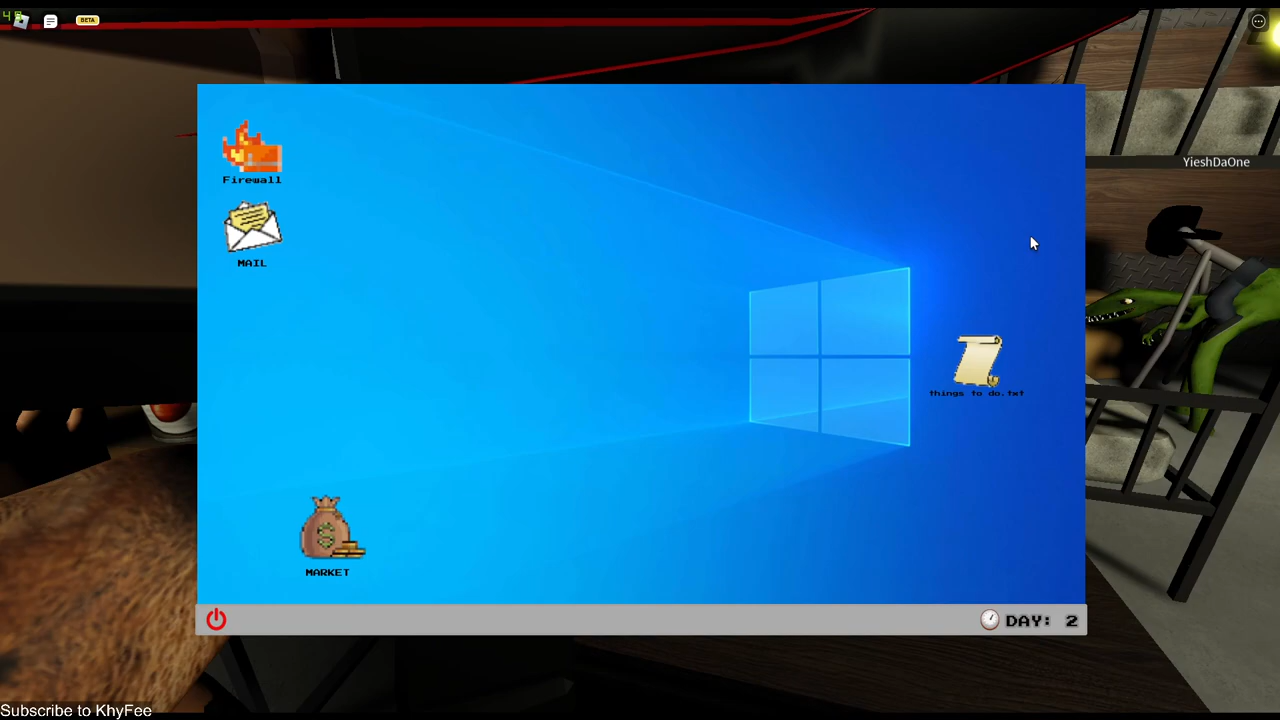 BETA
YieshDaOne
Firewall
MAIL
things to do.txt
MARKET
DAY: 2
Subscribe to KhyFee